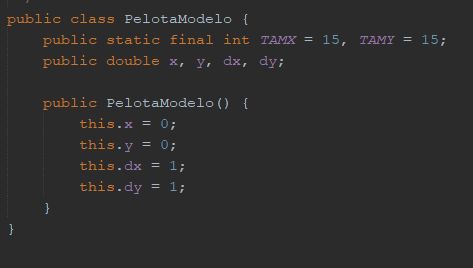 public class PelotaModelo {
    public static final int TAMX = 15, TAMY = 15;
    public double x, y, dx, dy;

    public PelotaModelo() {
        this.x = 0;
        this.y = 0;
        this.dx = 1;
        this.dy = 1;
    }
}